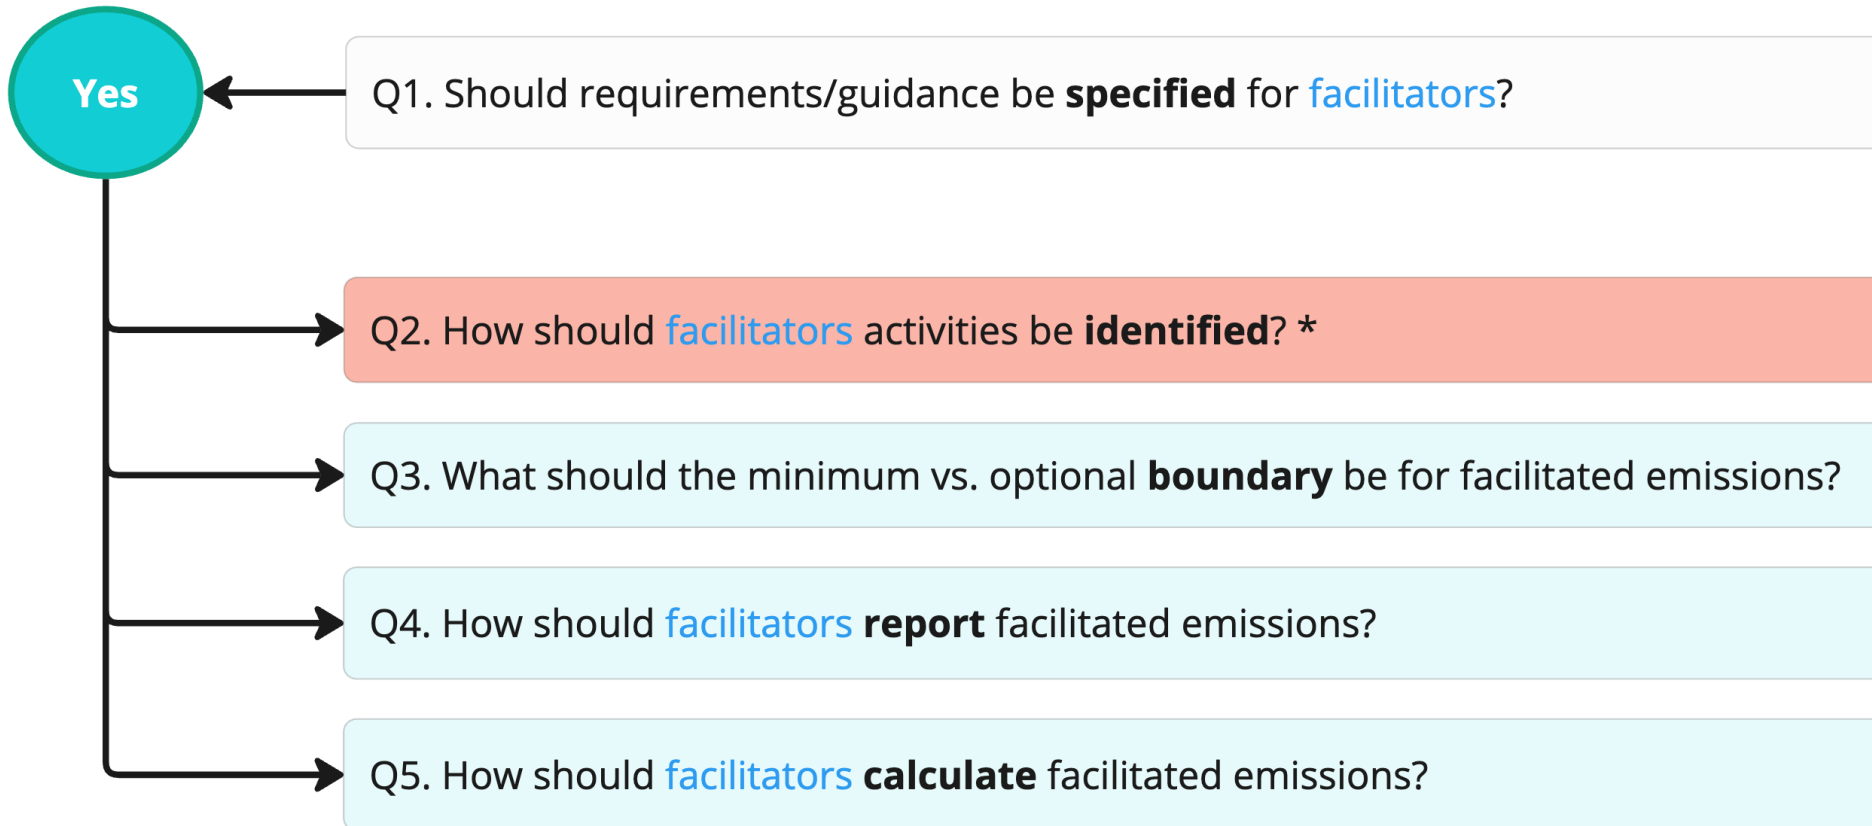 Yes
Q1. Should requirements/guidance be specified for facilitators?
Q2. How should facilitators activities be identified? *
Q3. What should the minimum vs. optional boundary be for facilitated emissions?
Q4. How should facilitators report facilitated emissions?
Q5. How should facilitators calculate facilitated emissions?